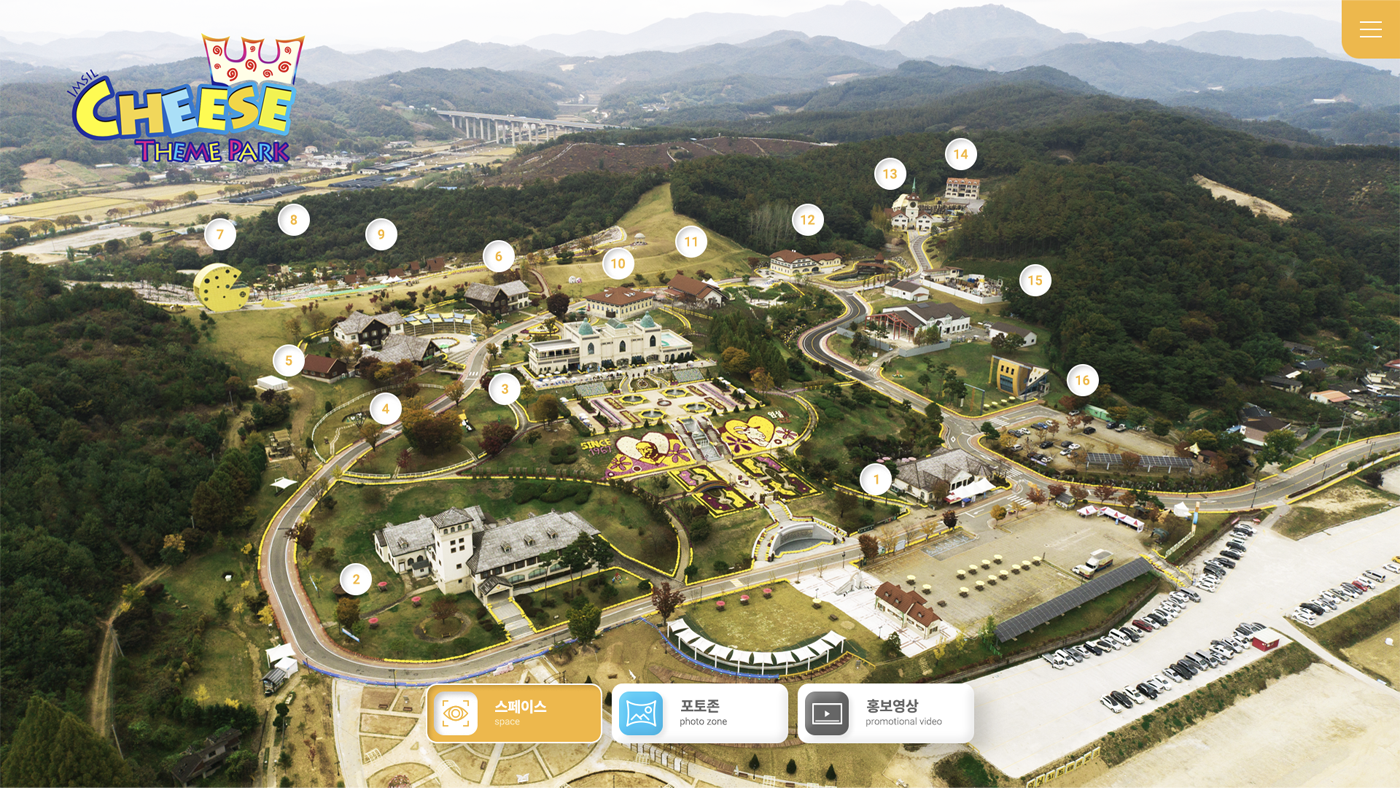 IMSIL
CHEESE
THEME PARK
14
13
12
7
8
9
11
6
10
15
5
16
3
4
SINCE
1967
임실
1
2
스페이스
space
포토존
photo zone
홍보영상
promotional video